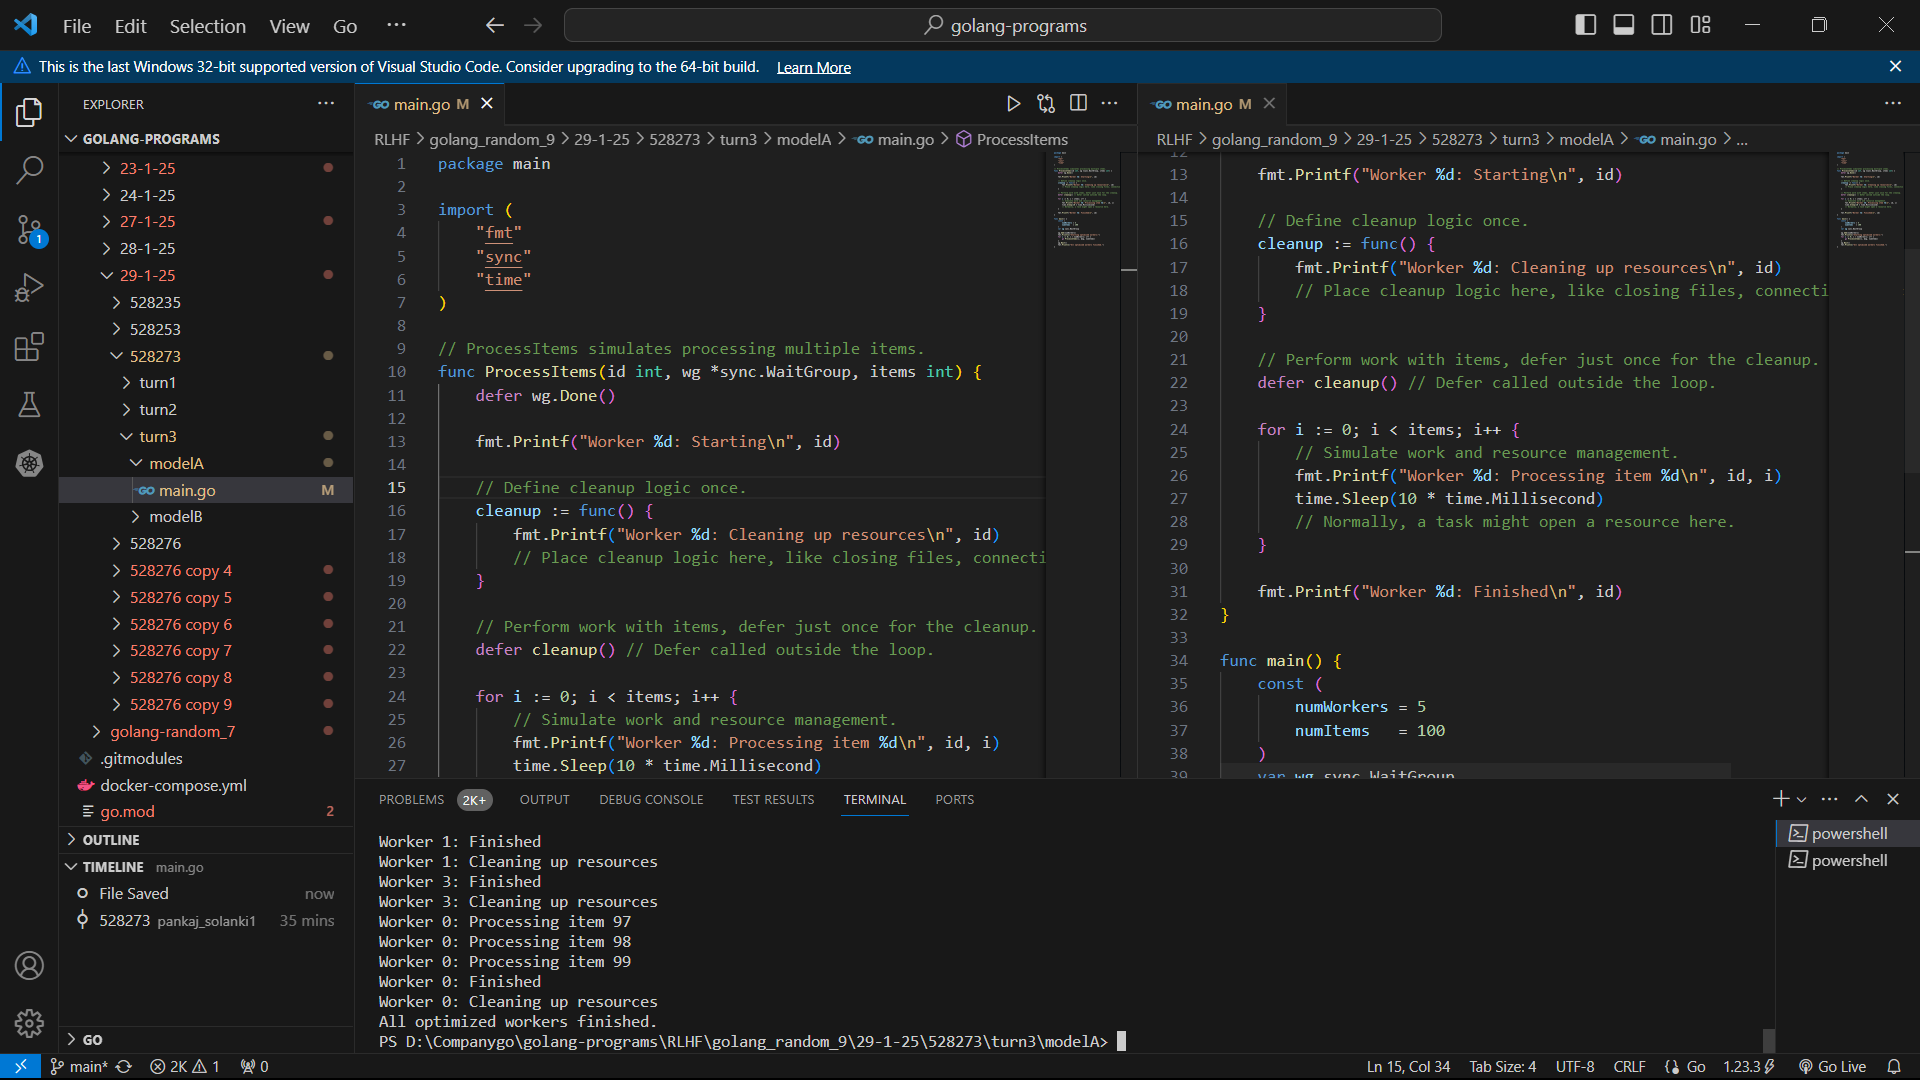 File Edit Selection View Go ··· golang-programs
This is the last Windows 32-bit supported version of Visual Studio Code. Consider upgrading to the 64-bit build. Learn More
EXPLORER
GOLANG-PROGRAMS
23-1-25
24-1-25
27-1-25
28-1-25
29-1-25
528235
528253
528273
turn1
turn2
turn3
modelA
GO main.go M
modelB
528276
528276 copy 4
528276 copy 5
528276 copy 6
528276 copy 7
528276 copy 8
528276 copy 9
golang-random_7
.gitmodules
docker-compose.yml
go.mod 2
OUTLINE
TIMELINE main.go
File Saved now
528273 pankaj_solanki1 35 mins
GO
1
GO main.go M
RLHF > golang_random_9 > 29-1-25 > 528273 > turn3 > modelA > GO main.go > ProcessItems
1 package main
2
3 import (
4 "fmt"
5 "sync"
6 "time"
7 )
8
9 // ProcessItems simulates processing multiple items.
10 func ProcessItems(id int, wg *sync.WaitGroup, items int) {
11 defer wg.Done()
12
13 fmt.Printf("Worker %d: Starting\n", id)
14
15 // Define cleanup logic once.
16 cleanup := func() {
17 fmt.Printf("Worker %d: Cleaning up resources\n", id)
18 // Place cleanup logic here, like closing files, connecti
19 }
20
21 // Perform work with items, defer just once for the cleanup.
22 defer cleanup() // Defer called outside the loop.
23
24 for i := 0; i < items; i++ {
25 // Simulate work and resource management.
26 fmt.Printf("Worker %d: Processing item %d\n", id, i)
27 time.Sleep(10 * time.Millisecond)
GO main.go M
RLHF > golang_random_9 > 29-1-25 > 528273 > turn3 > modelA > GO main.go > ...
12
13 fmt.Printf("Worker %d: Starting\n", id)
14
15 // Define cleanup logic once.
16 cleanup := func() {
17 fmt.Printf("Worker %d: Cleaning up resources\n", id)
18 // Place cleanup logic here, like closing files, connecti
19 }
20
21 // Perform work with items, defer just once for the cleanup.
22 defer cleanup() // Defer called outside the loop.
23
24 for i := 0; i < items; i++ {
25 // Simulate work and resource management.
26 fmt.Printf("Worker %d: Processing item %d\n", id, i)
27 time.Sleep(10 * time.Millisecond)
28 // Normally, a task might open a resource here.
29 }
30
31 fmt.Printf("Worker %d: Finished\n", id)
32 }
33
34 func main() {
35 const (
36 numWorkers = 5
37 numItems = 100
38 )
39 var wg sync.WaitGroup
PROBLEMS 2K+ OUTPUT DEBUG CONSOLE TEST RESULTS TERMINAL PORTS
Worker 1: Finished
Worker 1: Cleaning up resources
Worker 3: Finished
Worker 3: Cleaning up resources
Worker 0: Processing item 97
Worker 0: Processing item 98
Worker 0: Processing item 99
Worker 0: Finished
Worker 0: Cleaning up resources
All optimized workers finished.
PS D:\Companygo\golang-programs\RLHF\golang_random_9\29-1-25\528273\turn3\modelA>
powershell
powershell
main* 2K 1 0 Ln 15, Col 34 Tab Size: 4 UTF-8 CRLF {} Go 1.23.3 Go Live